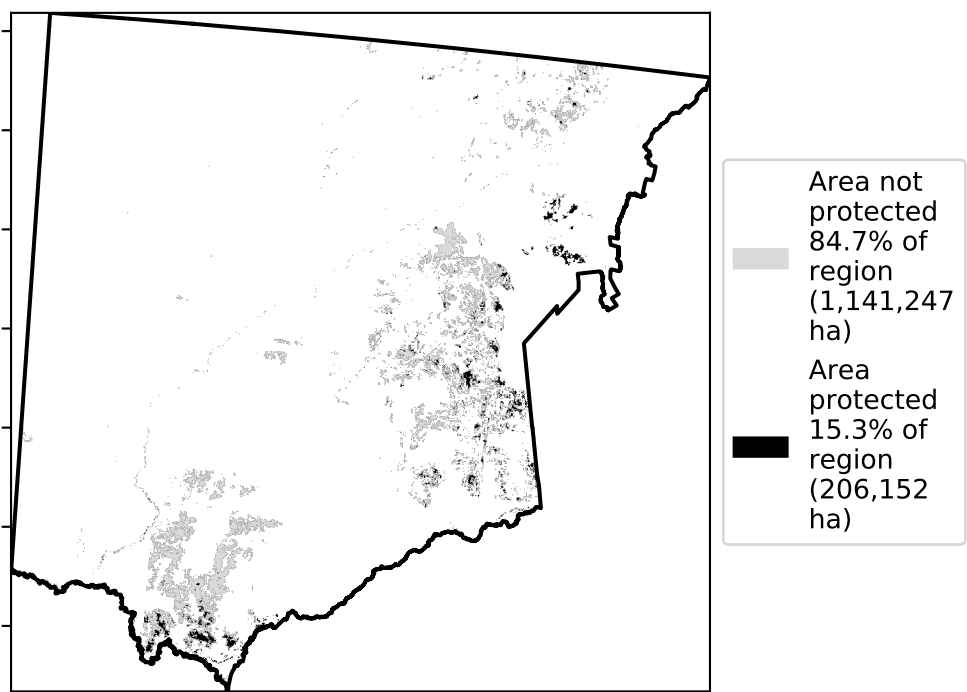 Area not
protected
84.7% of
region
(1,141,247
ha)
Area
protected
15.3% of
region
(206,152
ha)